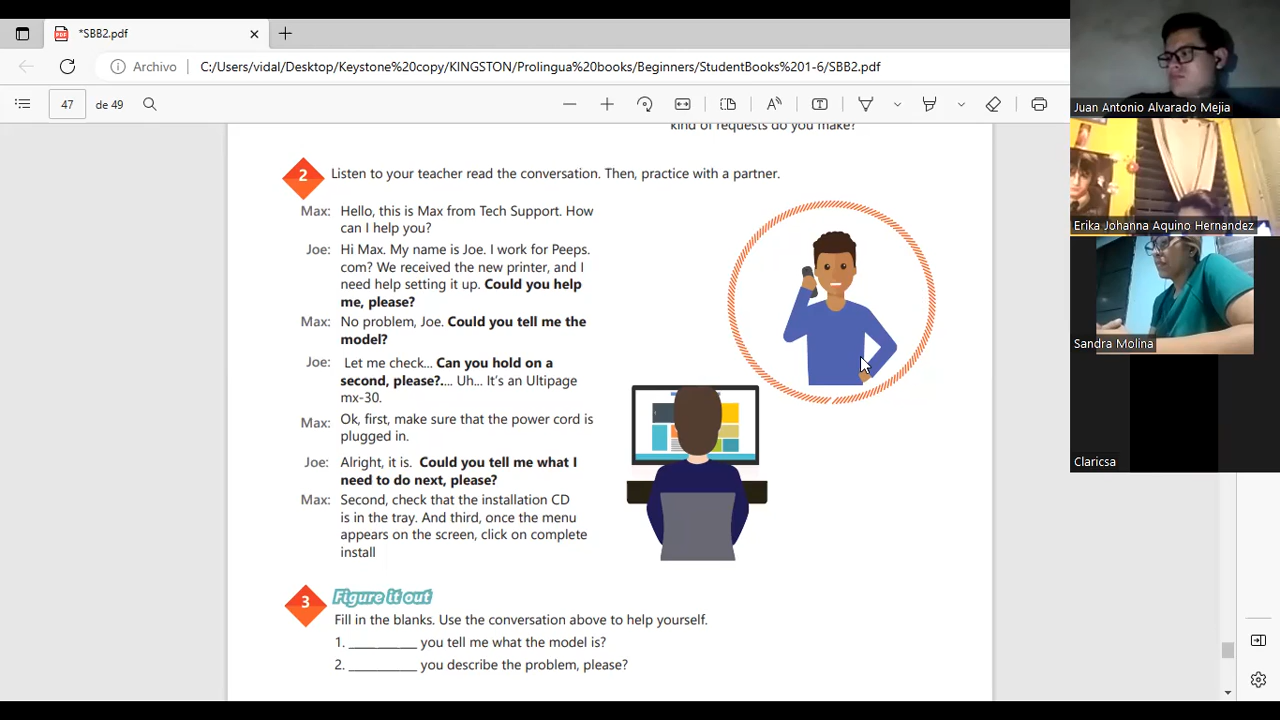 *SBB2.pdf
Archivo
C:/Users/vidal/Desktop/Keystone%20copy/KINGSTON/Prolingua%20books/Beginners/StudentBooks%201-6/SBB2.pdf
47 de 49
kind of requests do you make?
2 Listen to your teacher read the conversation. Then, practice with a partner.
Max: Hello, this is Max from Tech Support. How
can I help you?
Joe: Hi Max. My name is Joe. I work for Peeps.
com? We received the new printer, and I
need help setting it up. Could you help
me, please?
Max: No problem, Joe. Could you tell me the
model?
Joe: Let me check... Can you hold on a
second, please?.... Uh... It's an Ultipage
mx-30.
Max: Ok, first, make sure that the power cord is
plugged in.
Joe: Alright, it is. Could you tell me what I
need to do next, please?
Max: Second, check that the installation CD
is in the tray. And third, once the menu
appears on the screen, click on complete
install
3 Figure it out
Fill in the blanks. Use the conversation above to help yourself.
1. __________ you tell me what the model is?
2. __________ you describe the problem, please?
Juan Antonio Alvarado Mejia
Erika Johanna Aquino Hernandez
Sandra Molina
Claricsa